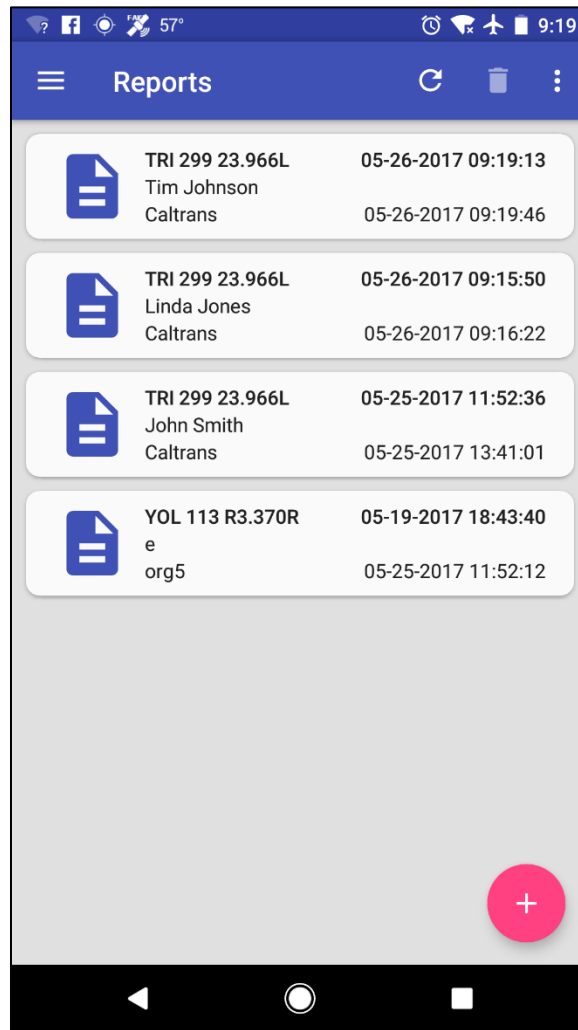 ? f FAKE 57° 9:19
Reports
TRI 299 23.966L 05-26-2017 09:19:13
Tim Johnson
Caltrans 05-26-2017 09:19:46
TRI 299 23.966L 05-26-2017 09:15:50
Linda Jones
Caltrans 05-26-2017 09:16:22
TRI 299 23.966L 05-25-2017 11:52:36
John Smith
Caltrans 05-25-2017 13:41:01
YOL 113 R3.370R 05-19-2017 18:43:40
e
org5 05-25-2017 11:52:12